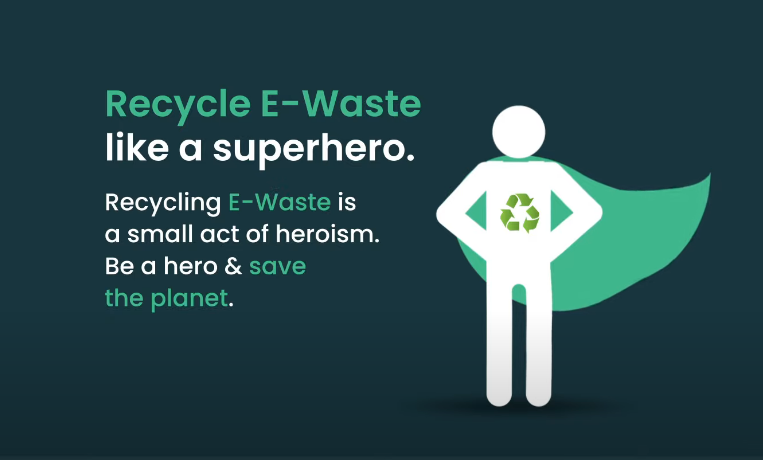 Recycle E-Waste
like a superhero.
Recycling E-Waste is
a small act of heroism.
Be a hero & save
the planet.